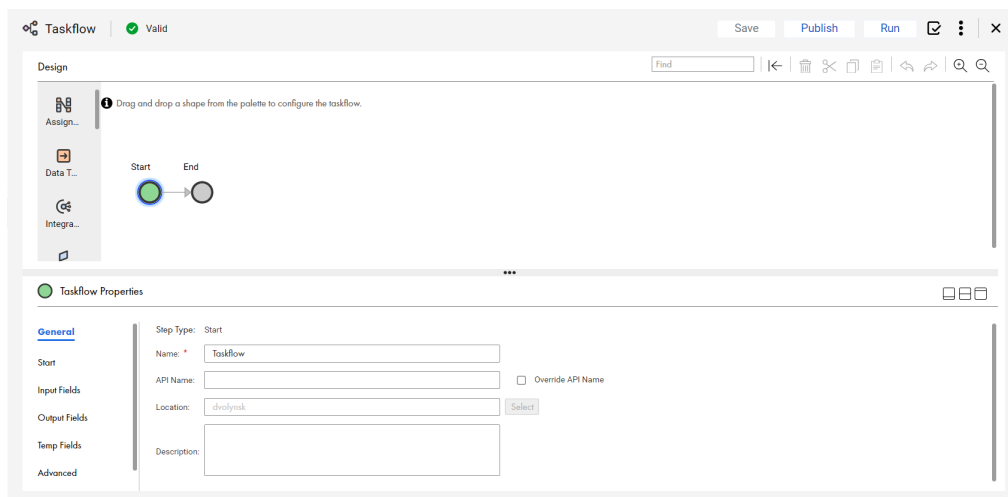 Taskflow
Valid
Save
Publish
Run
Design
Find
Assign...
Drag and drop a shape from the palette to configure the taskflow.
Data T...
Start
End
Integra...
Taskflow Properties
General
Start
Input Fields
Output Fields
Temp Fields
Advanced
Step Type: Start
Name: * Taskflow
API Name:
Override API Name
Location: dvolynsk
Select
Description: